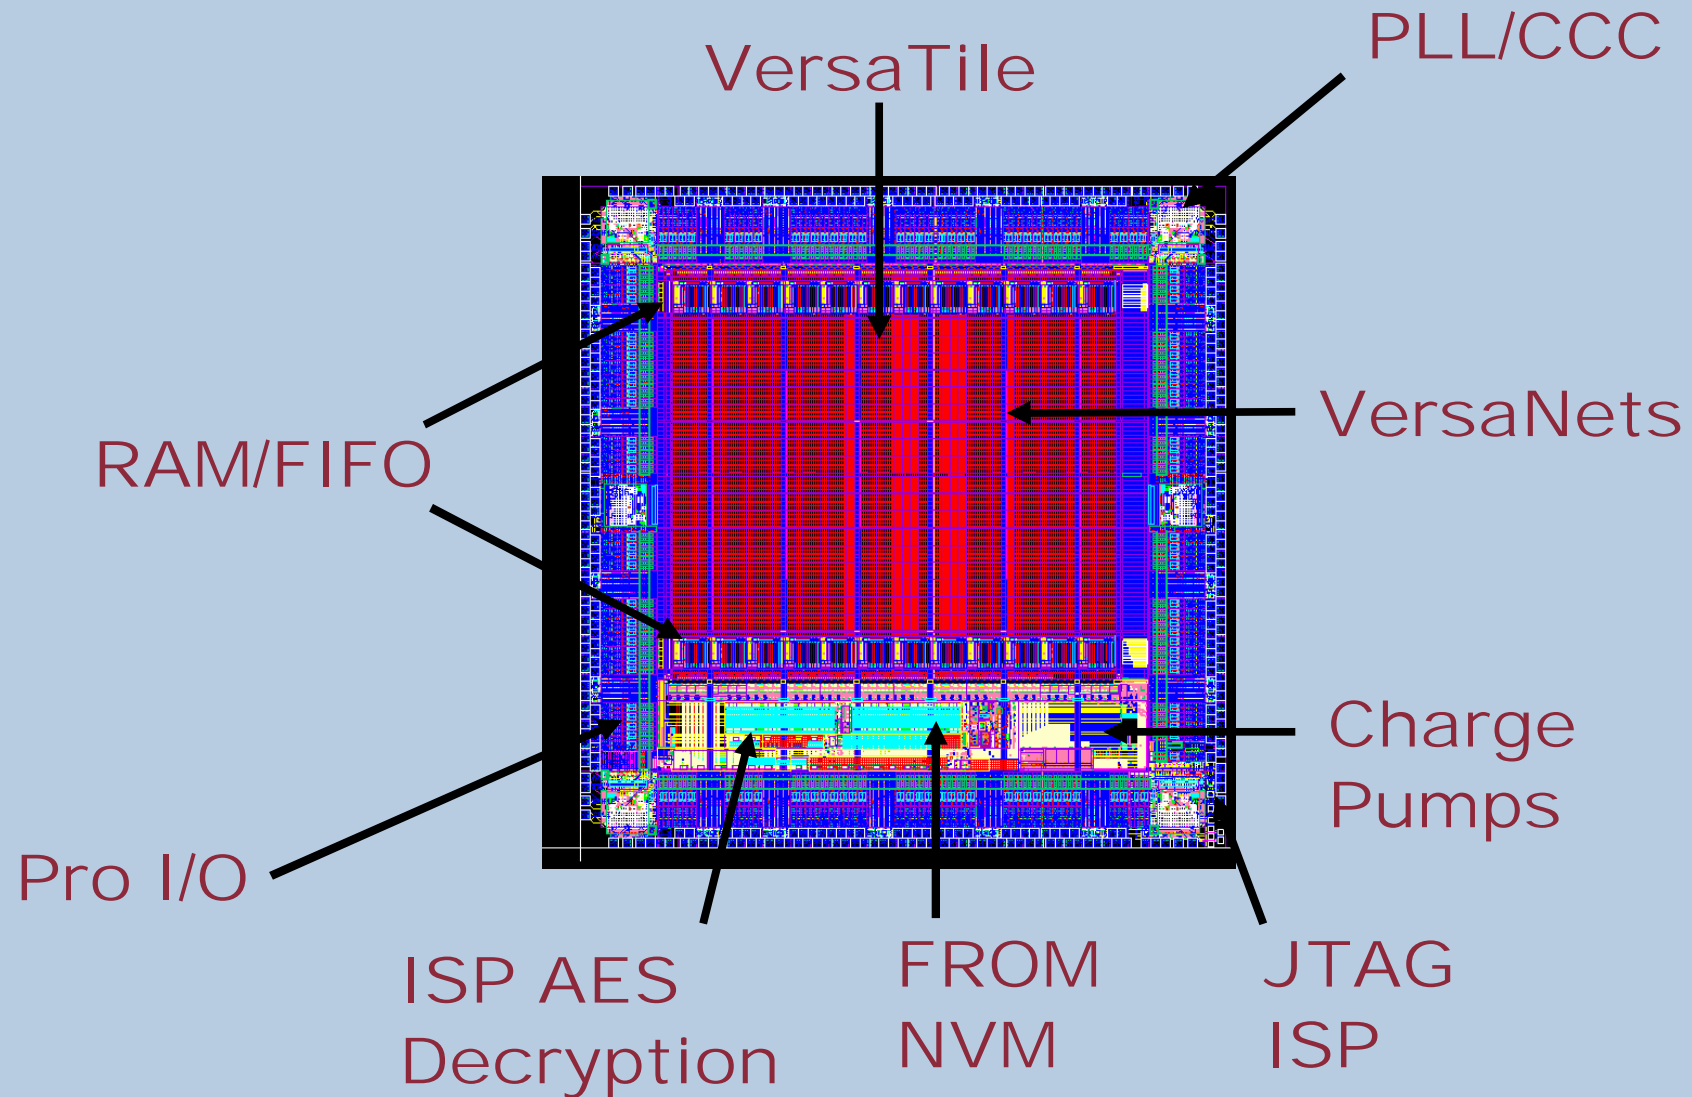 PLL/CCC
VersaTile
VersaNets
RAM/FIFO
Charge
Pumps
Pro I/O
ISP AES
Decryption
FROM
NVM
JTAG
ISP